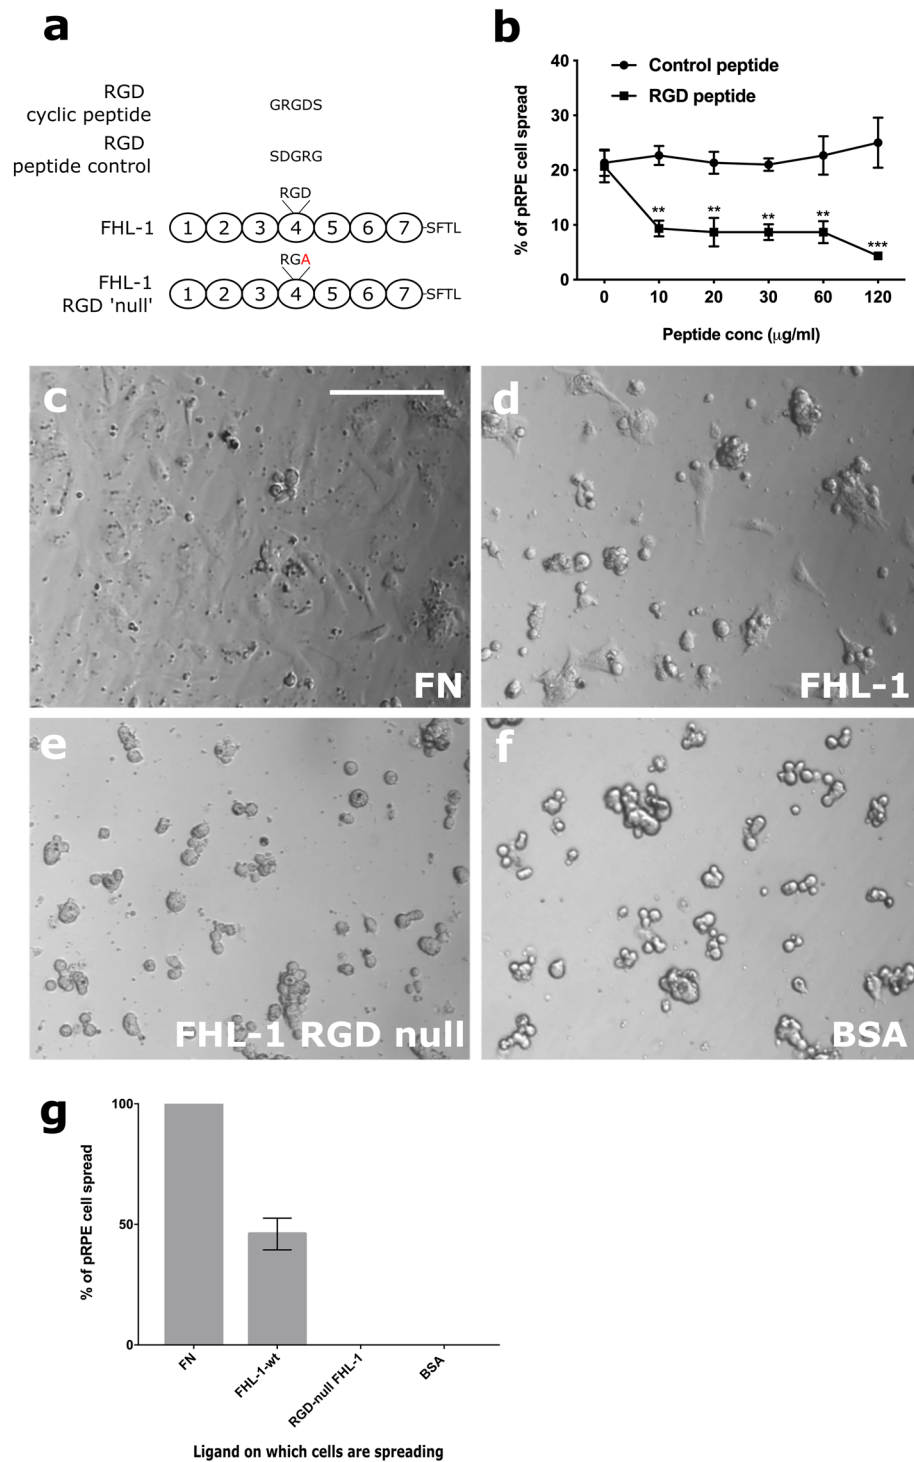 a
RGD
cyclic peptide
GRGDS
RGD
peptide control
SDGRG
RGD
FHL-1
1 2 3 4 5 6 7 -SFTL
RGA
FHL-1
RGD 'null'
1 2 3 4 5 6 7 -SFTL
b
% of pRPE cell spread
40
30
20
10
0
Control peptide
RGD peptide
** ** ** ** ***
0 10 20 30 60 120
Peptide conc (µg/ml)
c
FN
d
FHL-1
e
FHL-1 RGD null
f
BSA
g
% of pRPE cell spread
100
50
0
FN
FHL-1-wt
RGD-null FHL-1
BSA
Ligand on which cells are spreading